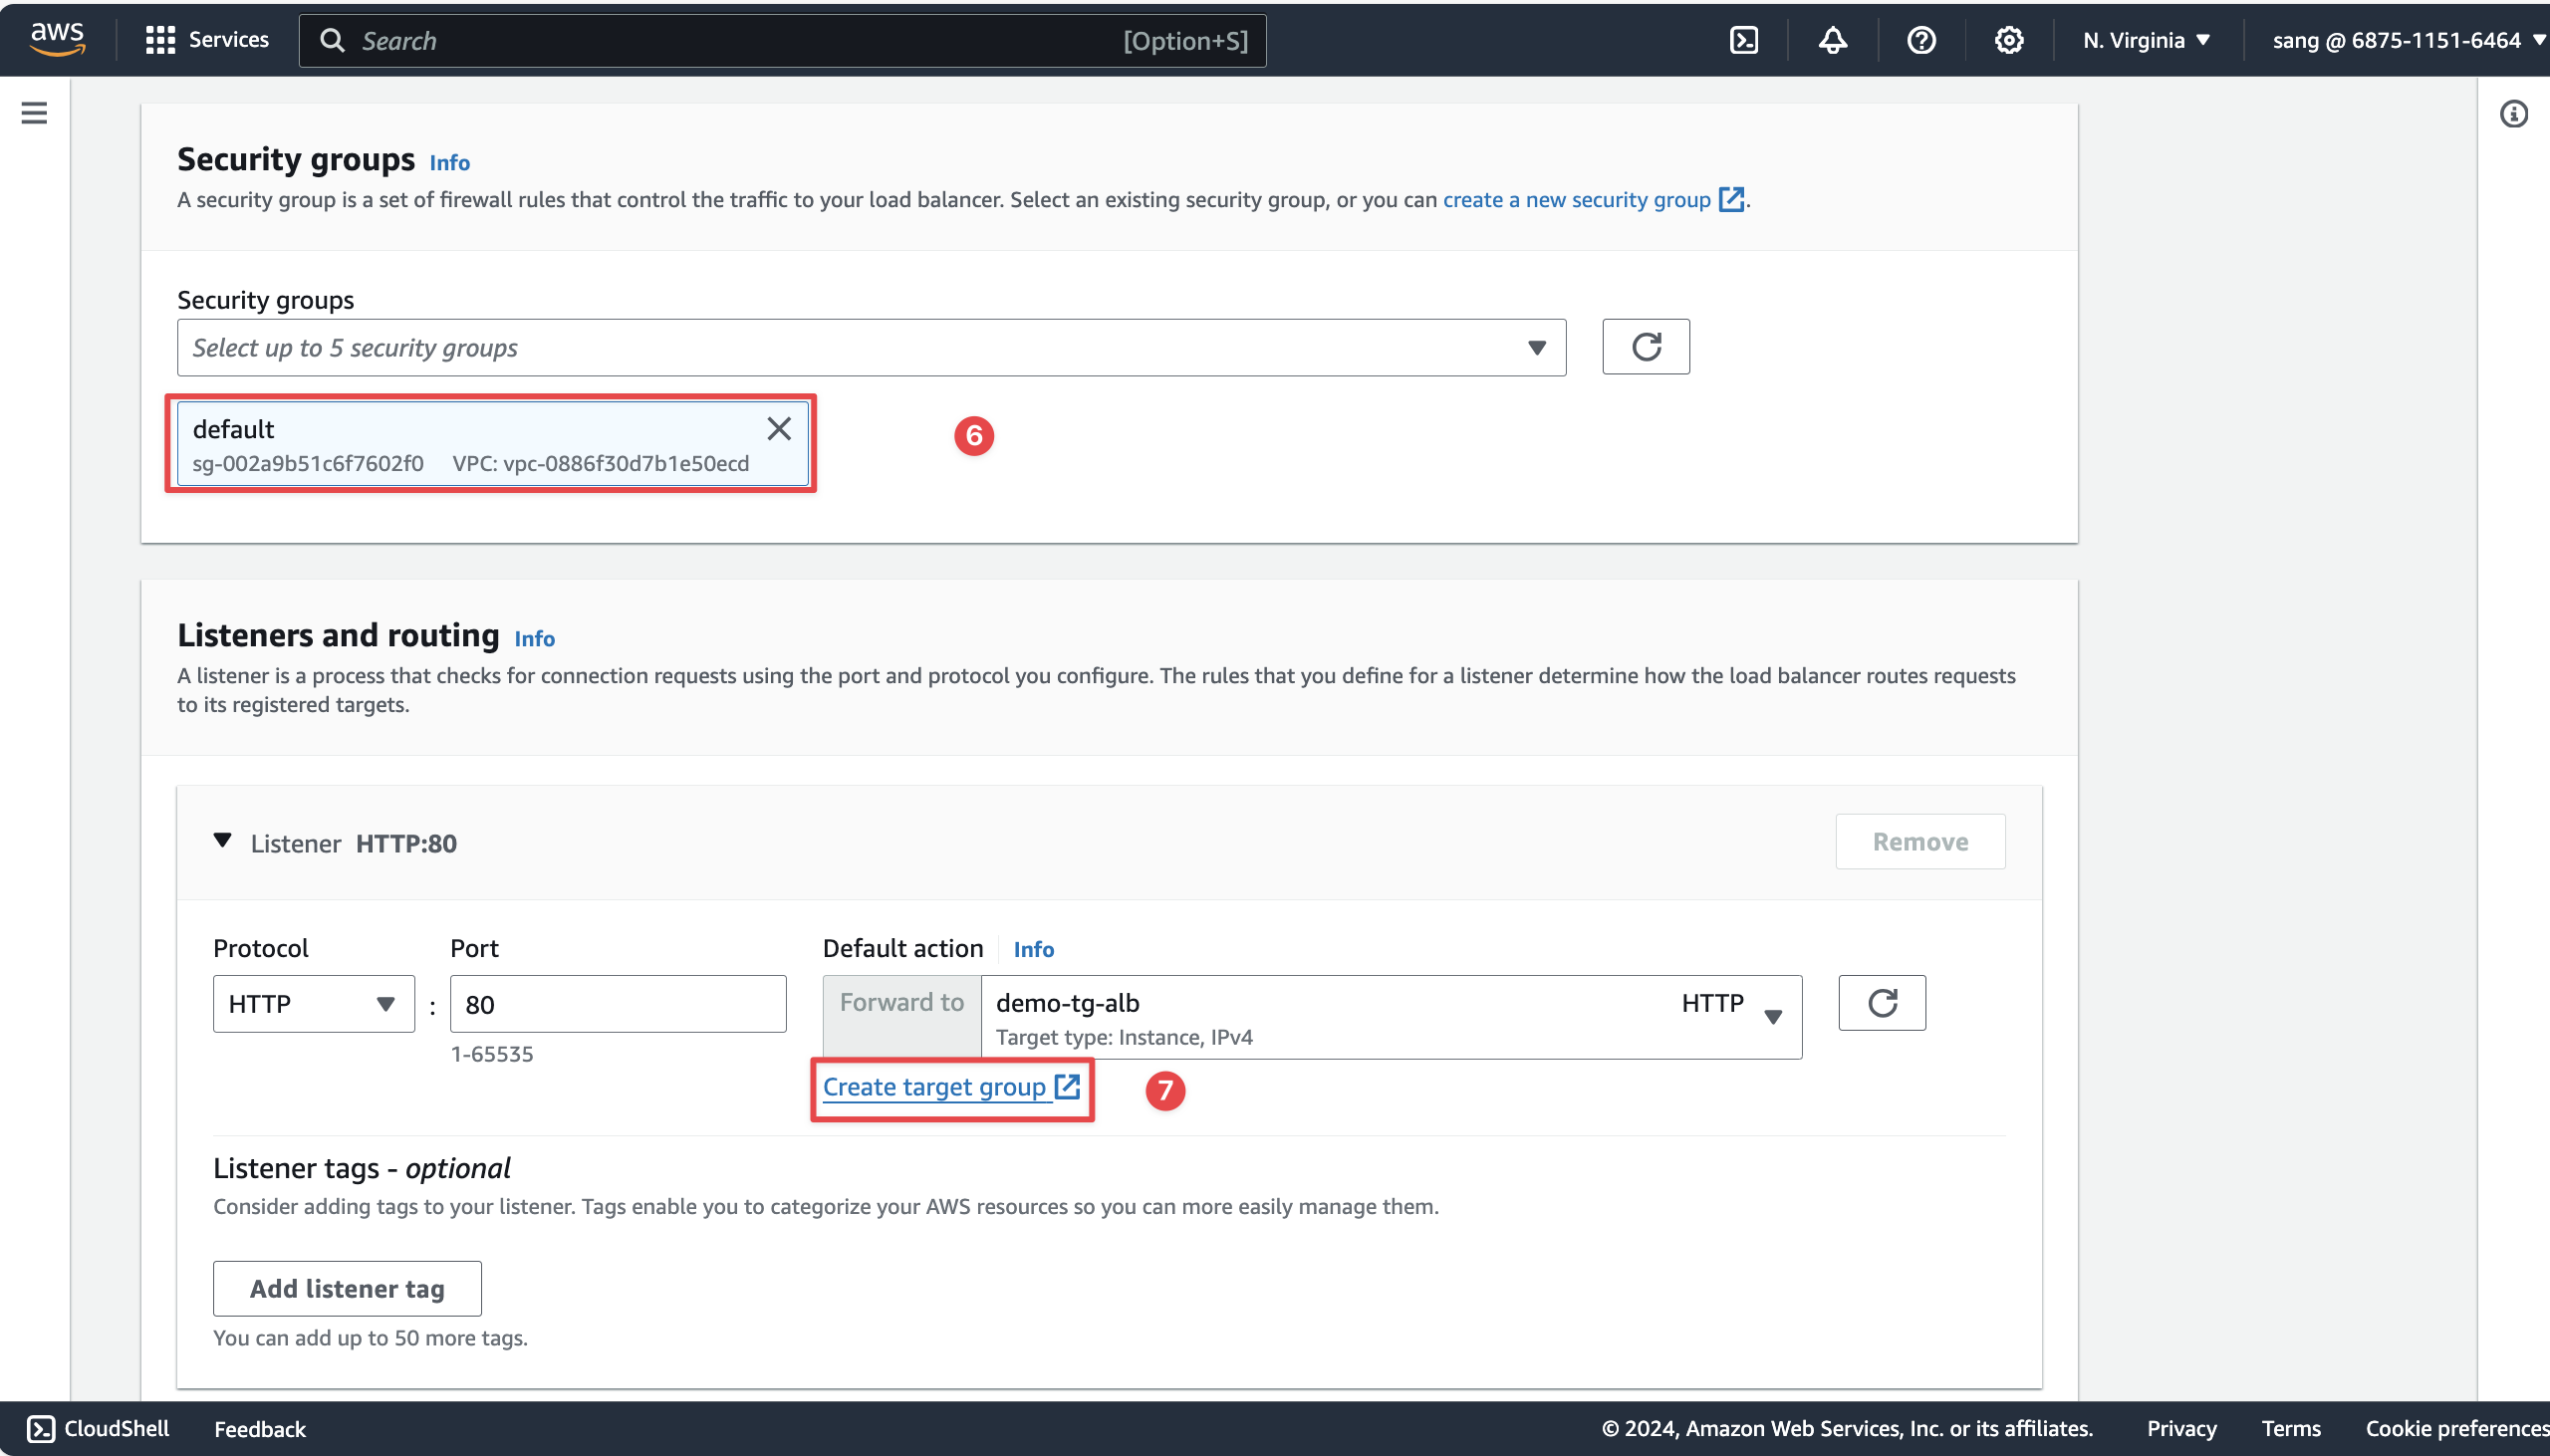 aws Services Search [Option+S] N. Virginia sang @ 6875-1151-6464
Security groups Info
A security group is a set of firewall rules that control the traffic to your load balancer. Select an existing security group, or you can create a new security group .
Security groups
Select up to 5 security groups
default
sg-002a9b51c6f7602f0 VPC: vpc-0886f30d7b1e50ecd
6
Listeners and routing Info
A listener is a process that checks for connection requests using the port and protocol you configure. The rules that you define for a listener determine how the load balancer routes requests
to its registered targets.
Listener HTTP:80 Remove
Protocol Port Default action Info
HTTP : 80 Forward to demo-tg-alb HTTP
Target type: Instance, IPv4
1-65535
Create target group 7
Listener tags - optional
Consider adding tags to your listener. Tags enable you to categorize your AWS resources so you can more easily manage them.
Add listener tag
You can add up to 50 more tags.
CloudShell Feedback © 2024, Amazon Web Services, Inc. or its affiliates. Privacy Terms Cookie preferences